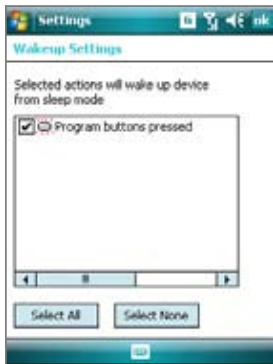 Settings
ok
Wakeup Settings
Selected actions will wake up device
from sleep mode
Program buttons pressed
Select All
Select None